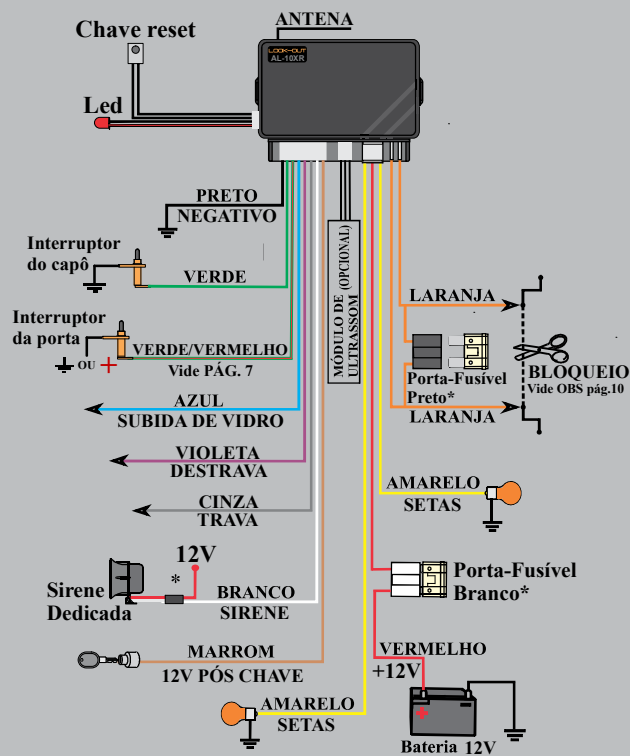 ANTENA
Chave reset
LOOK-OUT
AL-10XR
Led
PRETO
NEGATIVO
Interruptor
do capô
VERDE
Interruptor
da porta
OU +
VERDE/VERMELHO
Vide PÁG. 7
AZUL
SUBIDA DE VIDRO
VIOLETA
DESTRAVA
CINZA
TRAVA
12V
*
Sirene
Dedicada
BRANCO
SIRENE
MARROM
12V PÓS CHAVE
AMARELO
SETAS
MÓDULO DE
ULTRASSOM
(OPCIONAL)
LARANJA
Porta-Fusível
Preto*
BLOQUEIO
Vide OBS pág.10
LARANJA
AMARELO
SETAS
Porta-Fusível
Branco*
VERMELHO
+12V
+
Bateria 12V